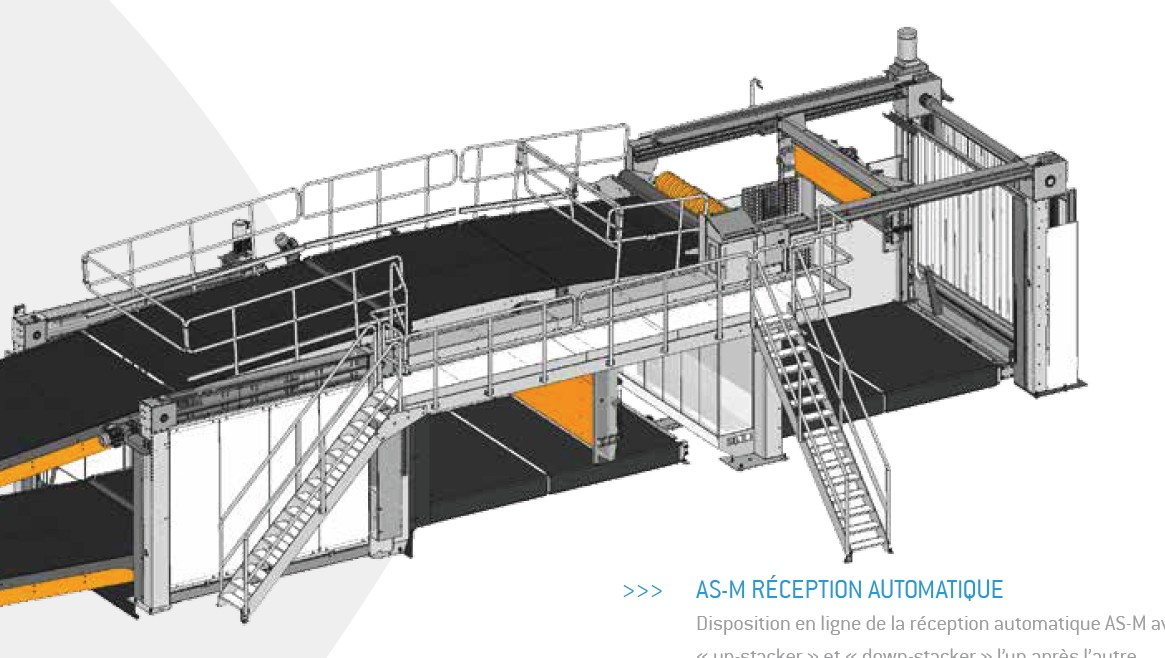 >>> AS-M RÉCEPTION AUTOMATIQUE
Disposition en ligne de la réception automatique AS-M
« up-stacker » et « down-stacker » l'un après l'autre